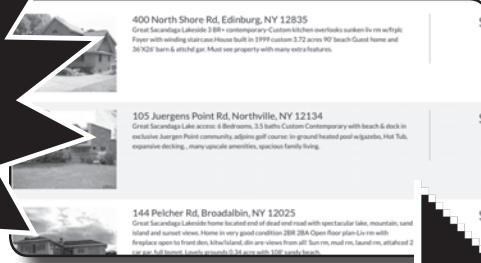 400 North Shore Rd, Edinburg, NY 12835
Great Sacandaga Lakeside 3 BR+ contemporary-Custom kitchen overlooks sunken liv rm w/frplc
Foyer with winding staircase.House built in 1999 custom 3.72 acres 90' beach Guest home and
36'X26' barn & attchd gar. Must see property with many extra features.
105 Juergens Point Rd, Northville, NY 12134
Great Sacandaga Lake access: 6 Bedrooms, 3.5 baths Custom Contemporary with beach & dock in
exclusive Juergen Point community, adjoins golf course: in-ground heated pool w/gazebo, Hot Tub,
expansive decking. , many upscale amenities, spacious family living.
144 Pelcher Rd, Broadalbin, NY 12025
Great Sacandaga Lakeside home located end of dead end road with spectacular lake, mountain, sand
island and sunset views. Home in very good condition 2BR 2BA Open floor plan-Liv rm with
fireplace open to front den, kitw/island, din are-views from all! Sun rm, mud rm, laund rm, attahced 2
car gar, full bsmnt. Lovely grounds 0.34 acre with 108' sandy beach.